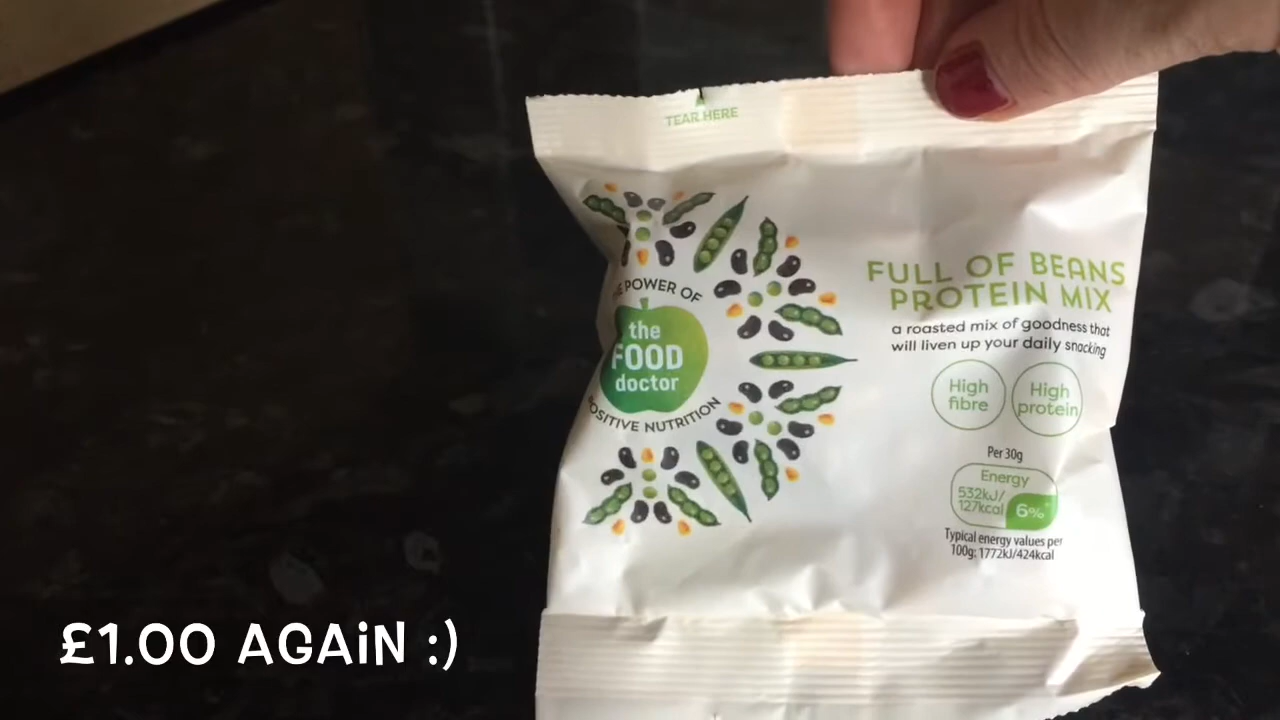 TEAR HERE
THE POWER OF
the
FOOD
doctor
POSITIVE NUTRITION
FULL OF BEANS
PROTEIN MIX
a roasted mix of goodness that
will liven up your daily snacking
High
fibre
High
protein
Per 30g
Energy
532kJ/
127kcal
6%
Typical energy values per
100g: 1772kJ/424kcal
£1.00 AGAiN :)